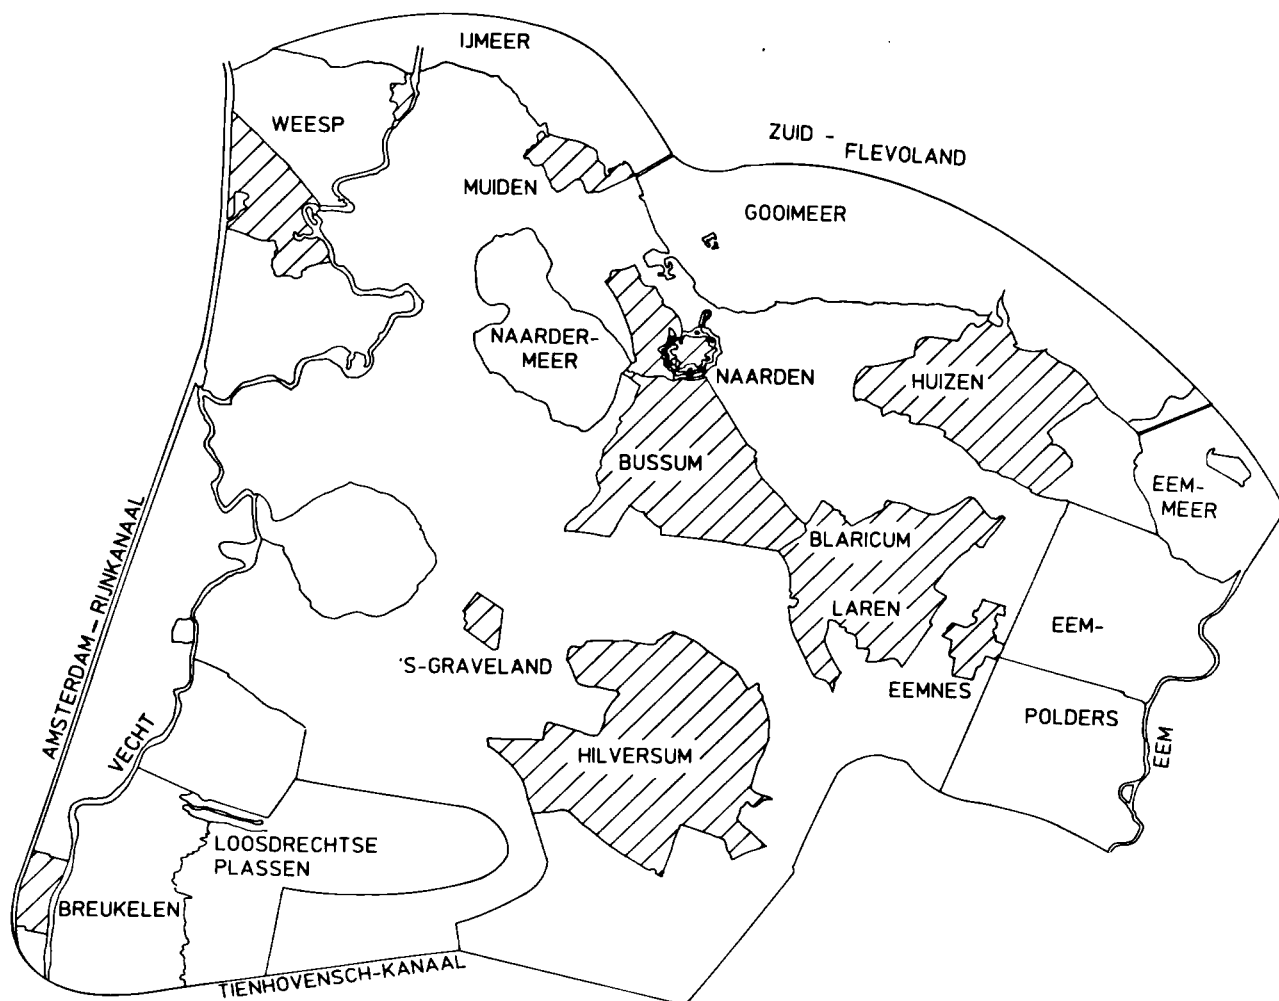 IJMEER
WEESP
ZUID -
FLEVOLAND
MUIDEN
GOOIMEER
NAARDER-
MEER
NAARDEN
HUIZEN
BUSSUM
EEM-
MEER
AMSTERDAM - RIJNKANAAL
BLARICUM
LAREN
EEM-
'S-GRAVELAND
EEMNES
POLDERS
VECHT
HILVERSUM
EEM
LOOSDRECHTSE
PLASSEN
BREUKELEN
TIENHOVENSCH-KANAAL